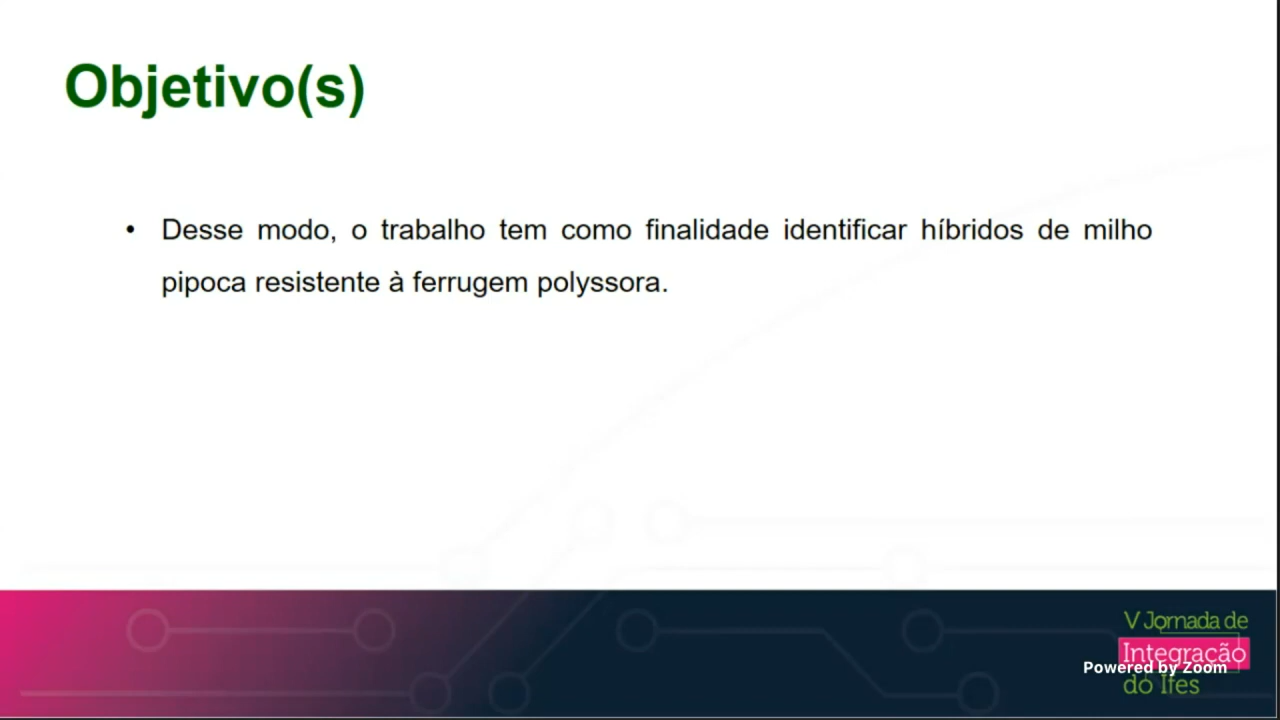 Objetivo(s)
• Desse modo, o trabalho tem como finalidade identificar híbridos de milho
pipoca resistente à ferrugem polyssora.
V Jornada de
Integração
Powered by Zoom
do Ifes